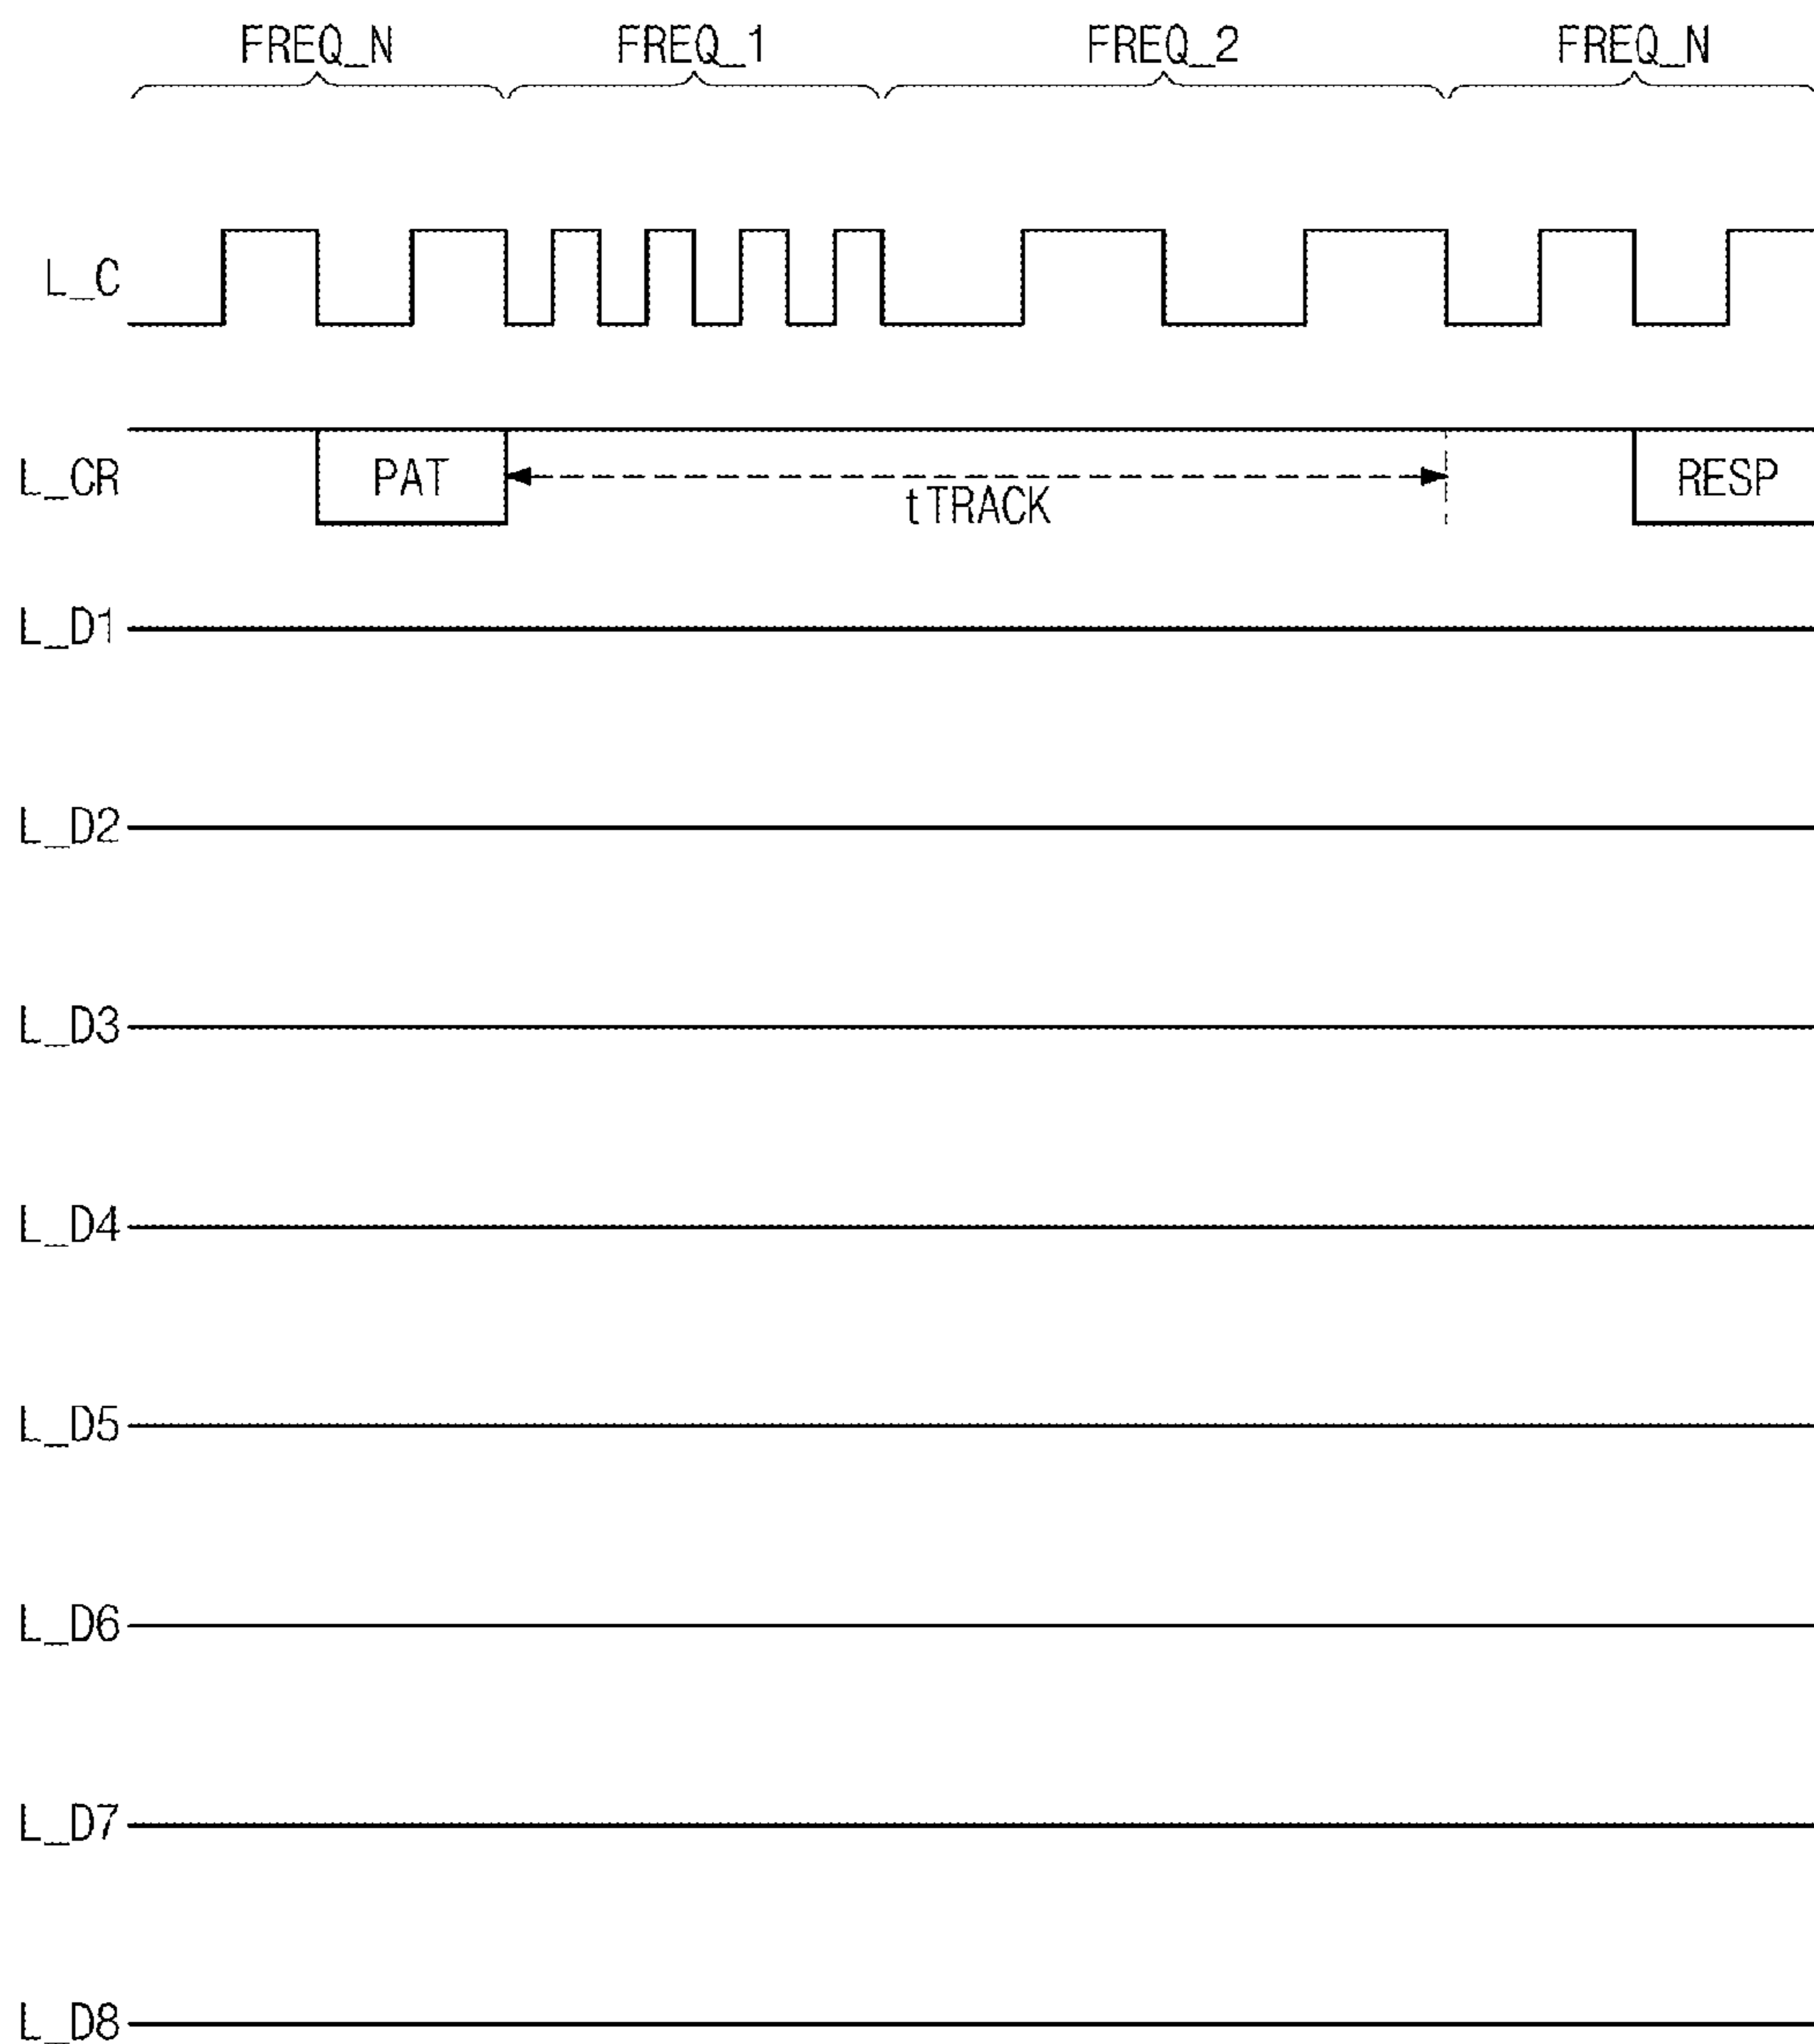 FREQ_N FREQ_1 FREQ_2 FREQ_N
L_C
L_CR PAT tTRACK RESP
L_D1
L_D2
L_D3
L_D4
L_D5
L_D6
L_D7
L_D8